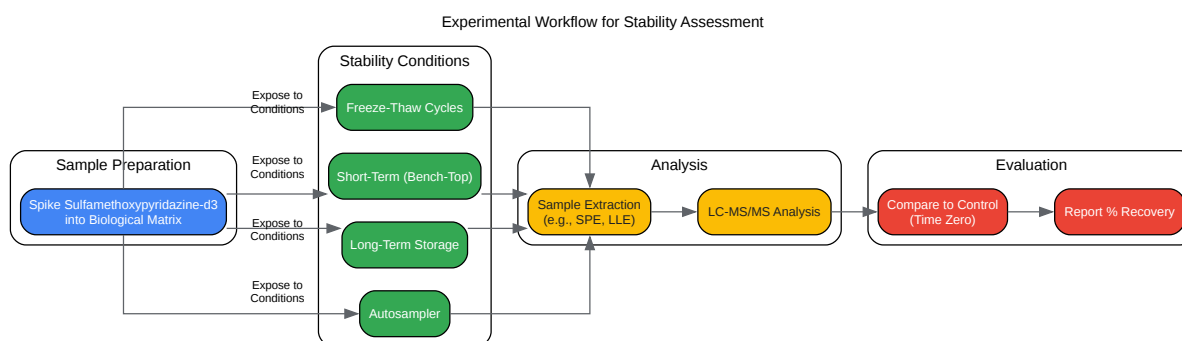 Experimental Workflow for Stability Assessment
Sample Preparation
Spike Sulfamethoxypyridazine-d3
into Biological Matrix
Expose to
Conditions
Expose to
Conditions
Expose to
Conditions
Expose to
Conditions
Stability Conditions
Freeze-Thaw Cycles
Short-Term (Bench-Top)
Long-Term Storage
Autosampler
Analysis
Sample Extraction
(e.g., SPE, LLE)
LC-MS/MS Analysis
Evaluation
Compare to Control
(Time Zero)
Report % Recovery